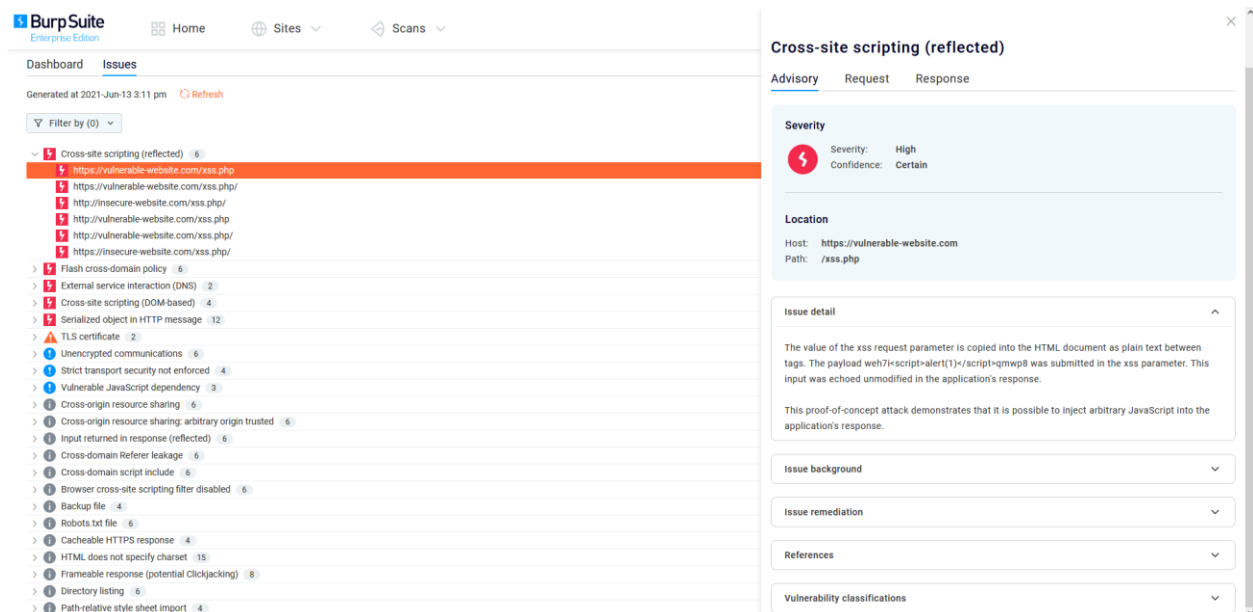 BurpSuite
Enterprise Edition
Home
Sites
Scans
Dashboard Issues
Generated at 2021-Jun-13 3:11 pm Refresh
Filter by (0)
Cross-site scripting (reflected) 6
https://vulnerable-website.com/xss.php
https://vulnerable-website.com/xss.php/
http://insecure-website.com/xss.php/
http://vulnerable-website.com/xss.php
http://vulnerable-website.com/xss.php/
https://insecure-website.com/xss.php/
Flash cross-domain policy 6
External service interaction (DNS) 2
Cross-site scripting (DOM-based) 4
Serialized object in HTTP message 12
TLS certificate 2
Unencrypted communications 6
Strict transport security not enforced 4
Vulnerable JavaScript dependency 3
Cross-origin resource sharing 6
Cross-origin resource sharing: arbitrary origin trusted 6
Input returned in response (reflected) 6
Cross-domain Referer leakage 6
Cross-domain script include 6
Browser cross-site scripting filter disabled 6
Backup file 4
Robots.txt file 6
Cacheable HTTPS response 4
HTML does not specify charset 15
Frameable response (potential Clickjacking) 8
Directory listing 6
Path-relative style sheet import 4
Cross-site scripting (reflected)
Advisory Request Response
Severity
Severity: High
Confidence: Certain
Location
Host: https://vulnerable-website.com
Path: /xss.php
Issue detail
The value of the xss request parameter is copied into the HTML document as plain text between
tags. The payload weh7i<script>alert(1)</script>qmwp8 was submitted in the xss parameter. This
input was echoed unmodified in the application's response.
This proof-of-concept attack demonstrates that it is possible to inject arbitrary JavaScript into the
application's response.
Issue background
Issue remediation
References
Vulnerability classifications